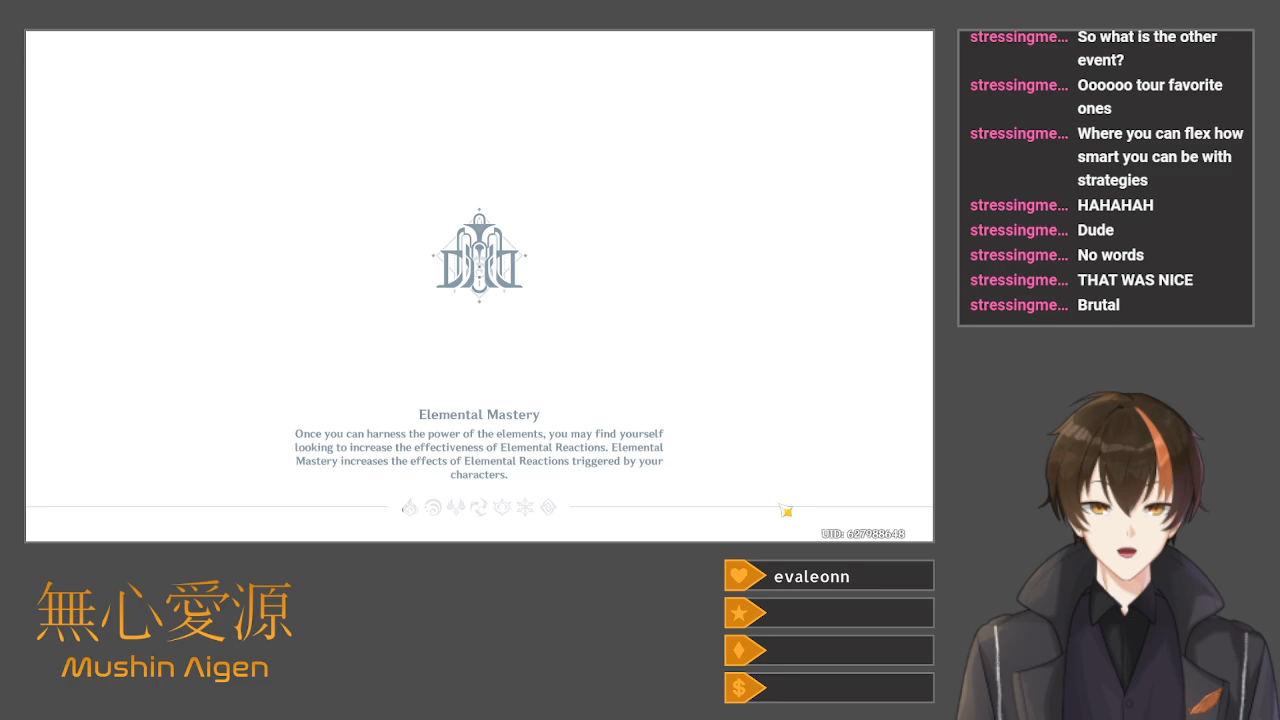 stressingme... So what is the other
event?
stressingme... Oooooo tour favorite
ones
stressingme... Where you can flex how
smart you can be with
strategies
stressingme... HAHAHAH
stressingme... Dude
stressingme... No words
stressingme... THAT WAS NICE
stressingme... Brutal
Elemental Mastery
Once you can harness the power of the elements, you may find yourself
looking to increase the effectiveness of Elemental Reactions. Elemental
Mastery increases the effects of Elemental Reactions triggered by your
characters.
UID: 627988648
evaleonn
無心愛源
Mushin Aigen